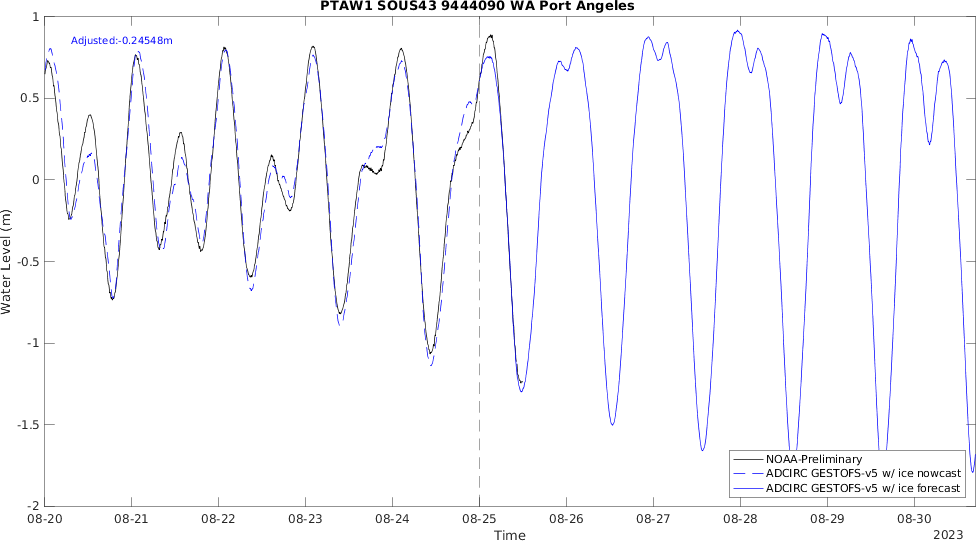 PTAW1 SOUS43 9444090 WA Port Angeles
Adjusted:-0.24548m
1
0.5
0
-0.5
-1
-1.5
-2
Water Level (m)
NOAA-Preliminary
ADCIRC GESTOFS-v5 w/ ice nowcast
ADCIRC GESTOFS-v5 w/ ice forecast
08-20 08-21 08-22 08-23 08-24 08-25 08-26 08-27 08-28 08-29 08-30
Time
2023